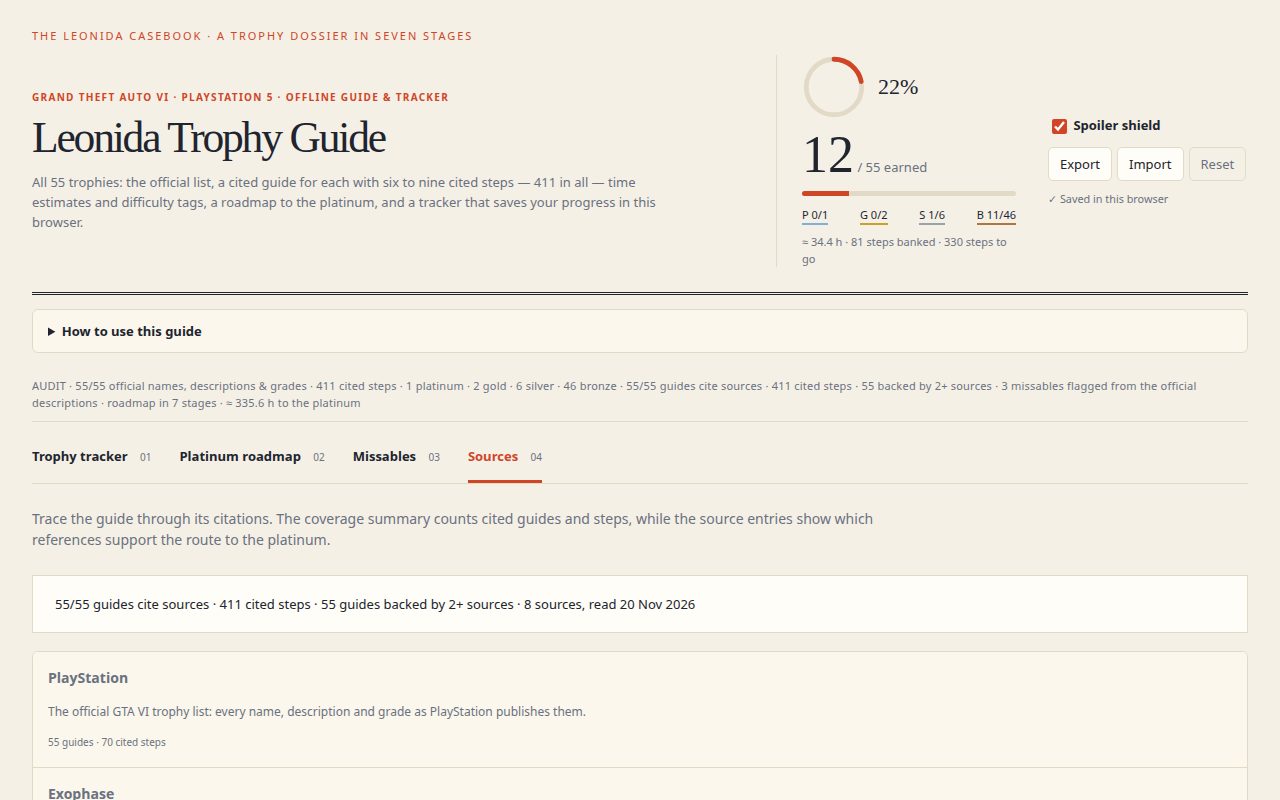 THE LEONIDA CASEBOOK · A TROPHY DOSSIER IN SEVEN STAGES
GRAND THEFT AUTO VI · PLAYSTATION 5 · OFFLINE GUIDE & TRACKER
Leonida Trophy Guide
All 55 trophies: the official list, a cited guide for each with six to nine cited steps — 411 in all — time
estimates and difficulty tags, a roadmap to the platinum, and a tracker that saves your progress in this
browser.
22%
12 / 55 earned
P 0/1 G 0/2 S 1/6 B 11/46
≈ 34.4 h · 81 steps banked · 330 steps to
go
Spoiler shield
Export Import Reset
✓ Saved in this browser
▶ How to use this guide
AUDIT · 55/55 official names, descriptions & grades · 411 cited steps · 1 platinum · 2 gold · 6 silver · 46 bronze · 55/55 guides cite sources · 411 cited steps · 55 backed by 2+ sources · 3 missables flagged from the official
descriptions · roadmap in 7 stages · ≈ 335.6 h to the platinum
Trophy tracker 01 Platinum roadmap 02 Missables 03 Sources 04
Trace the guide through its citations. The coverage summary counts cited guides and steps, while the source entries show which
references support the route to the platinum.
55/55 guides cite sources · 411 cited steps · 55 guides backed by 2+ sources · 8 sources, read 20 Nov 2026
PlayStation
The official GTA VI trophy list: every name, description and grade as PlayStation publishes them.
55 guides · 70 cited steps
Exophase